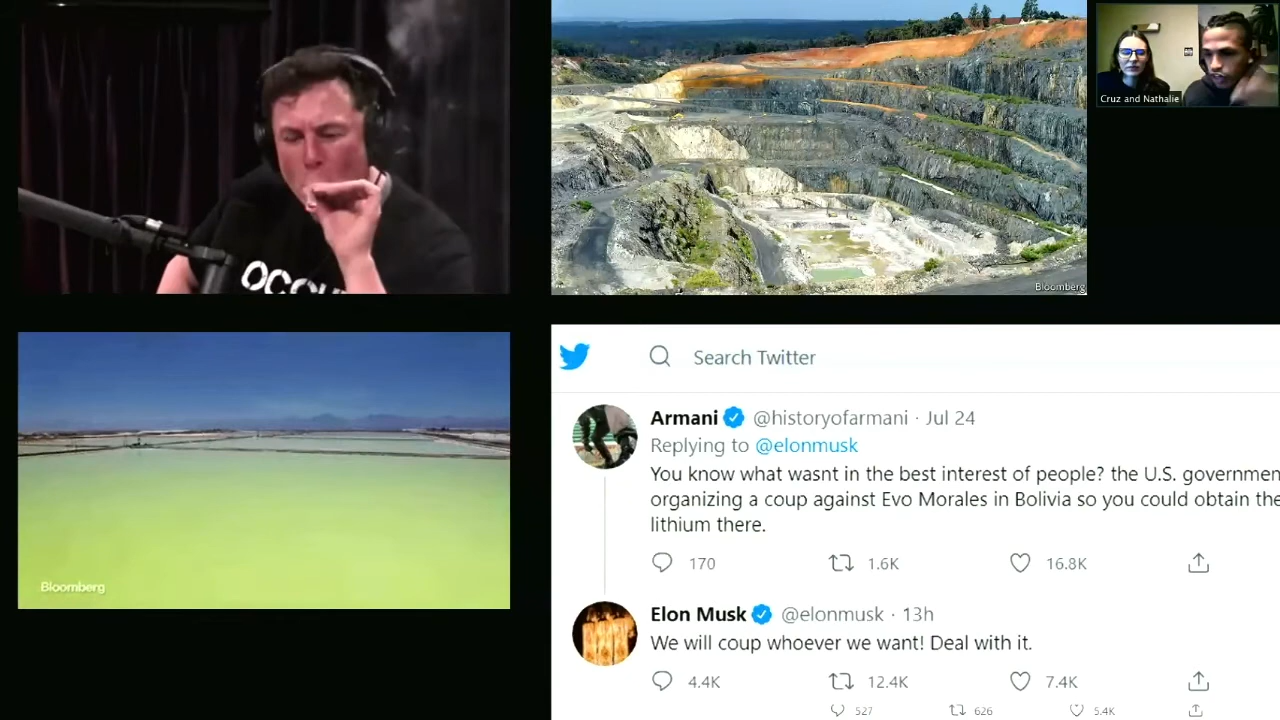 OCCU
Bloomberg
Cruz and Nathalie
Bloomberg
Search Twitter
Armani @historyofarmani · Jul 24
Replying to @elonmusk
You know what wasnt in the best interest of people? the U.S. governmen
organizing a coup against Evo Morales in Bolivia so you could obtain the
lithium there.
170 1.6K 16.8K
Elon Musk @elonmusk · 13h
We will coup whoever we want! Deal with it.
4.4K 12.4K 7.4K
527 626 5.4K